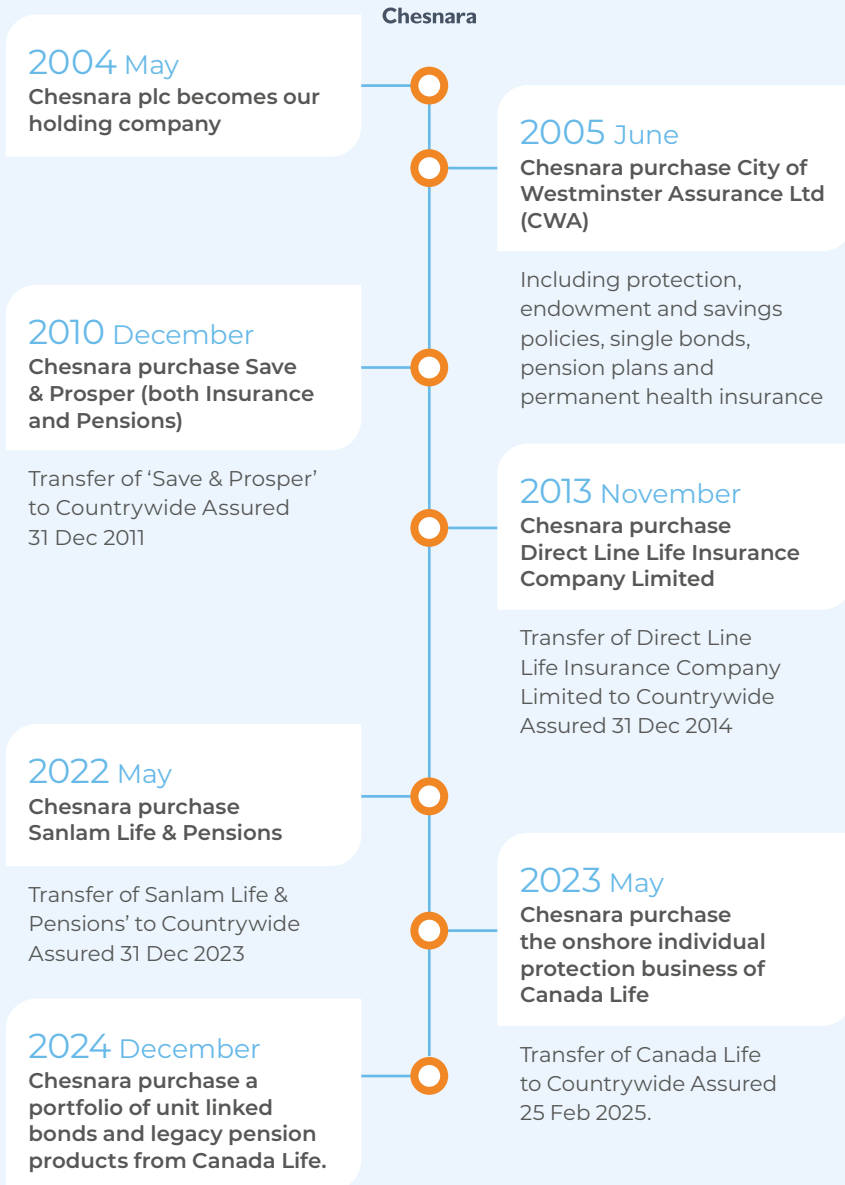 Chesnara
2004 May
Chesnara plc becomes our
holding company
2005 June
Chesnara purchase City of
Westminster Assurance Ltd
(CWA)
Including protection,
endowment and savings
policies, single bonds,
pension plans and
permanent health insurance
2010 December
Chesnara purchase Save
& Prosper (both Insurance
and Pensions)
Transfer of ‘Save & Prosper’
to Countrywide Assured
31 Dec 2011
2013 November
Chesnara purchase
Direct Line Life Insurance
Company Limited
Transfer of Direct Line
Life Insurance Company
Limited to Countrywide
Assured 31 Dec 2014
2022 May
Chesnara purchase
Sanlam Life & Pensions
Transfer of Sanlam Life &
Pensions’ to Countrywide
Assured 31 Dec 2023
2023 May
Chesnara purchase
the onshore individual
protection business of
Canada Life
Transfer of Canada Life
to Countrywide Assured
25 Feb 2025.
2024 December
Chesnara purchase a
portfolio of unit linked
bonds and legacy pension
products from Canada Life.